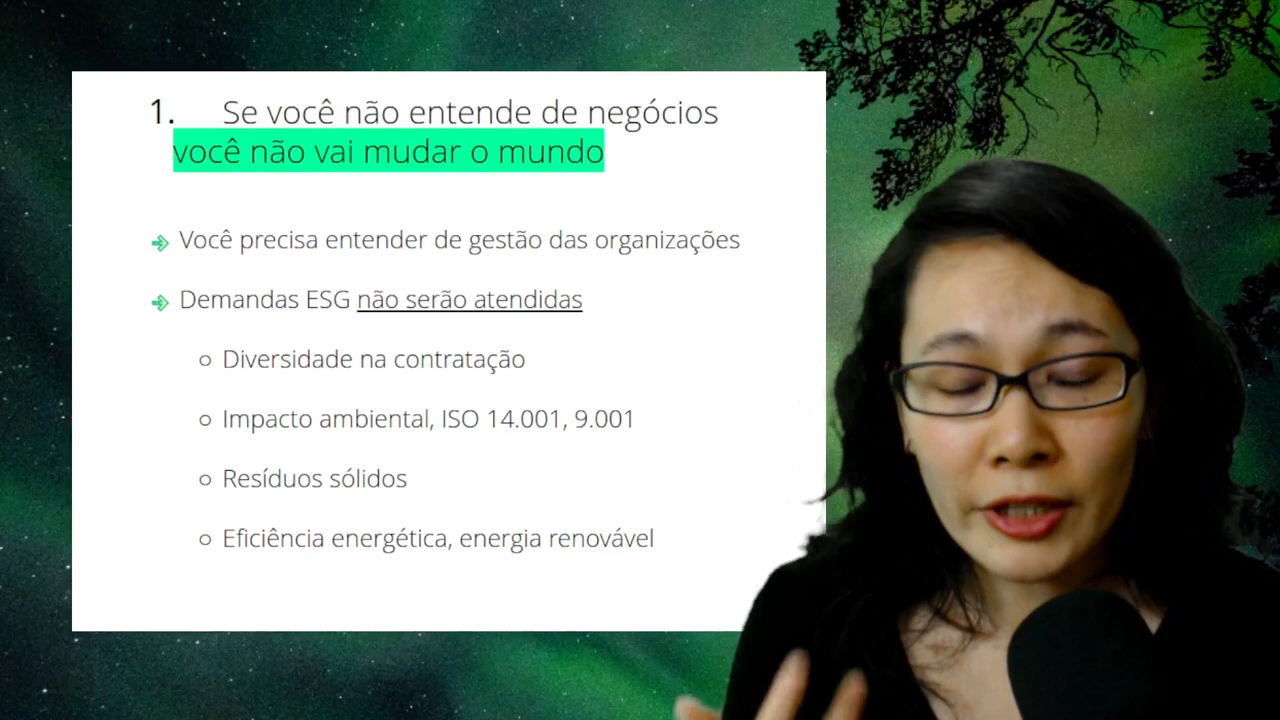 1. Se você não entende de negócios
você não vai mudar o mundo
Você precisa entender de gestão das organizações
Demandas ESG não serão atendidas
Diversidade na contratação
Impacto ambiental, ISO 14.001, 9.001
Resíduos sólidos
Eficiência energética, energia renovável